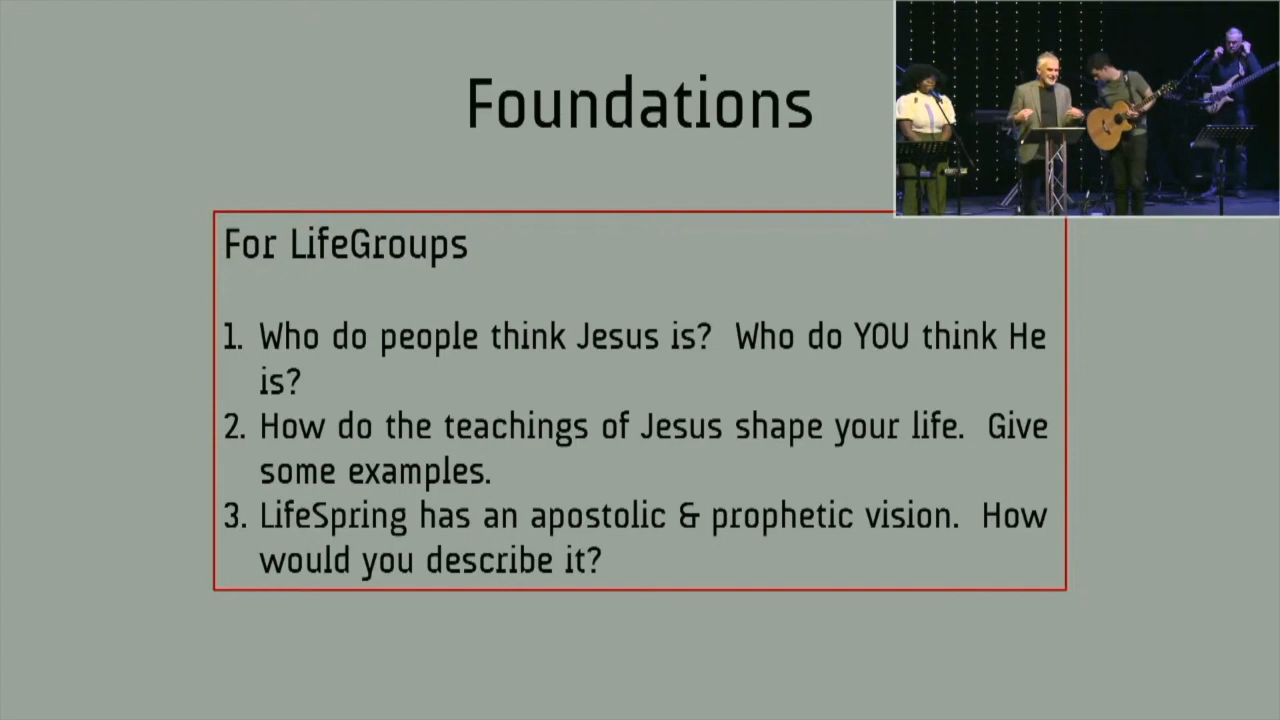 Foundations
For LifeGroups
1. Who do people think Jesus is? Who do YOU think He
is?
2. How do the teachings of Jesus shape your life. Give
some examples.
3. LifeSpring has an apostolic & prophetic vision. How
would you describe it?